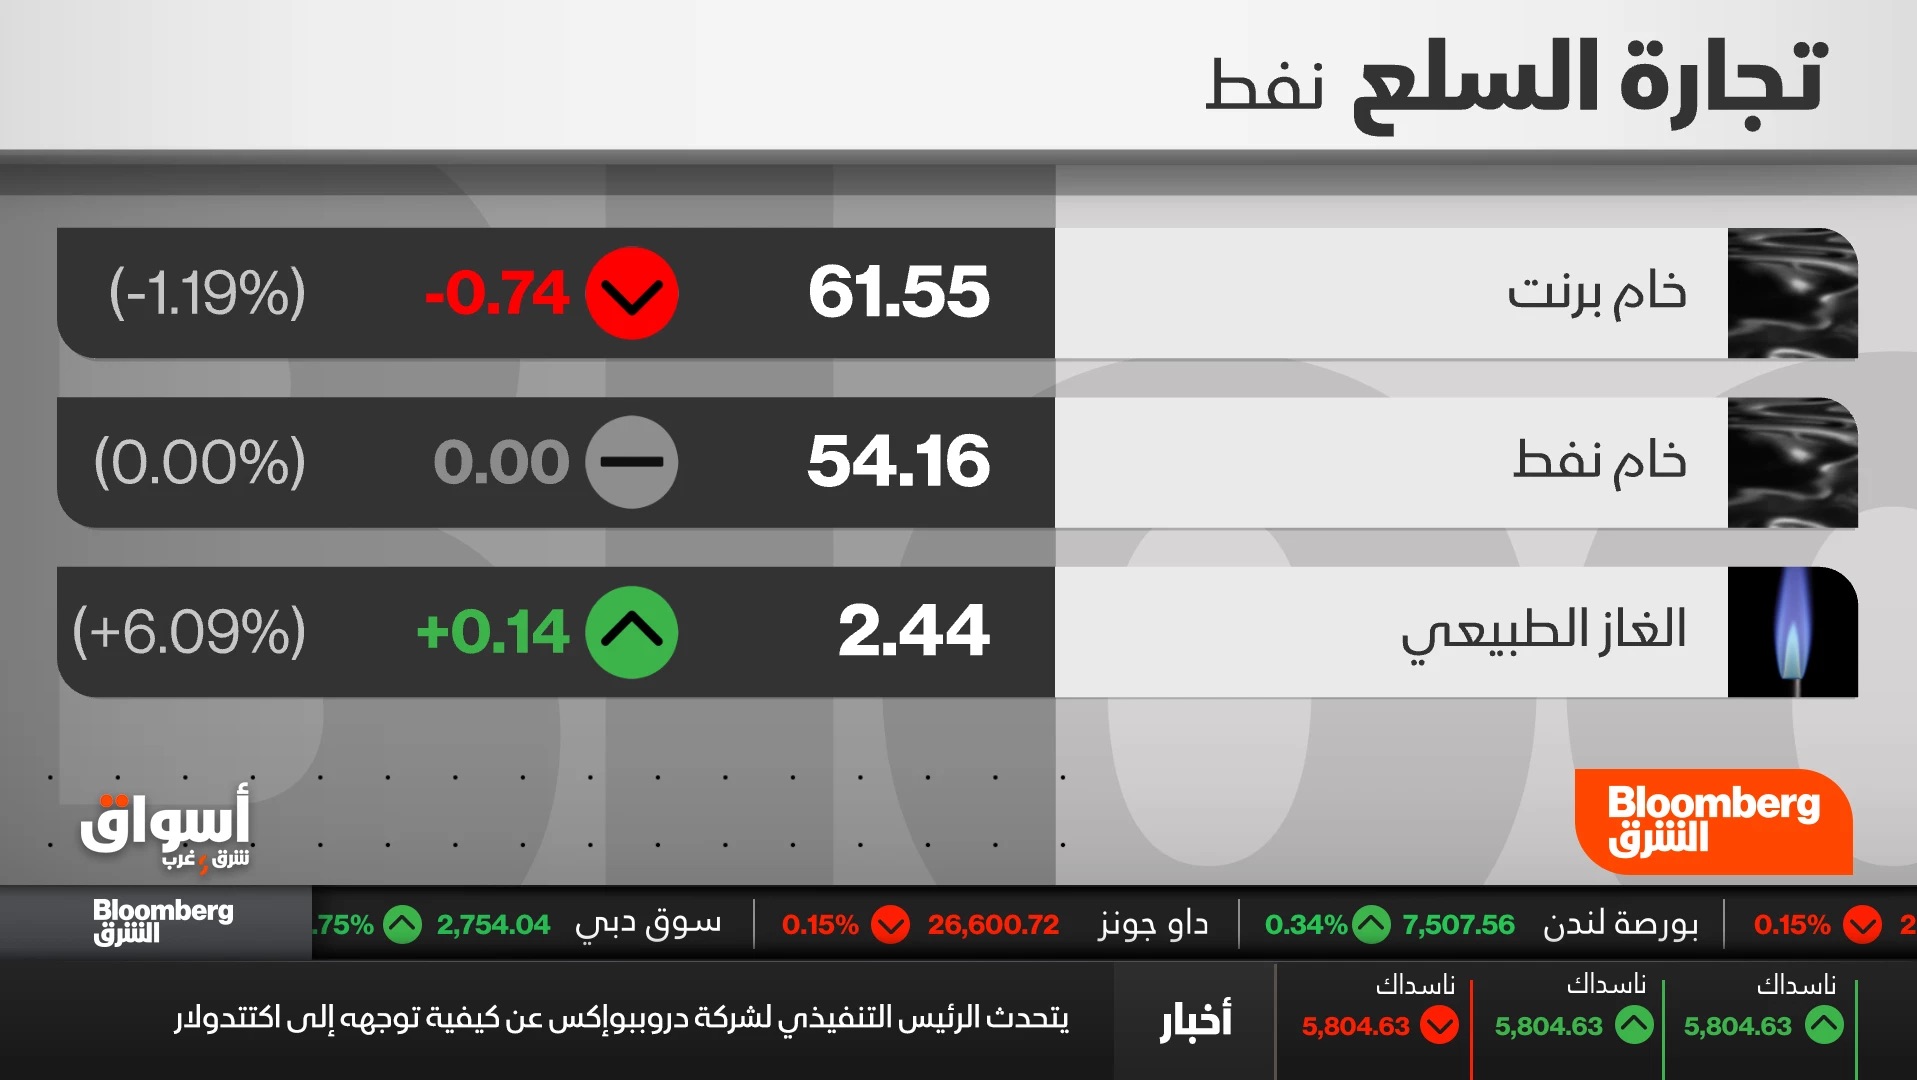 تجارة السلع نفط
خام برنت 61.55 -0.74 (-1.19%)
خام نفط 54.16 0.00 (0.00%)
الغاز الطبيعي 2.44 +0.14 (+6.09%)
Bloomberg
الشرق
أسواق
شرق و غرب
2 0.15% بورصة لندن 7,507.56 0.34% داو جونز 26,600.72 0.15% سوق دبي 2,754.04 .75%
Bloomberg
الشرق
ناسداك ناسداك ناسداك
5,804.63 5,804.63 5,804.63
أخبار
يتحدث الرئيس التنفيذي لشركة دروببوإكس عن كيفية توجهه إلى اكتتدولار